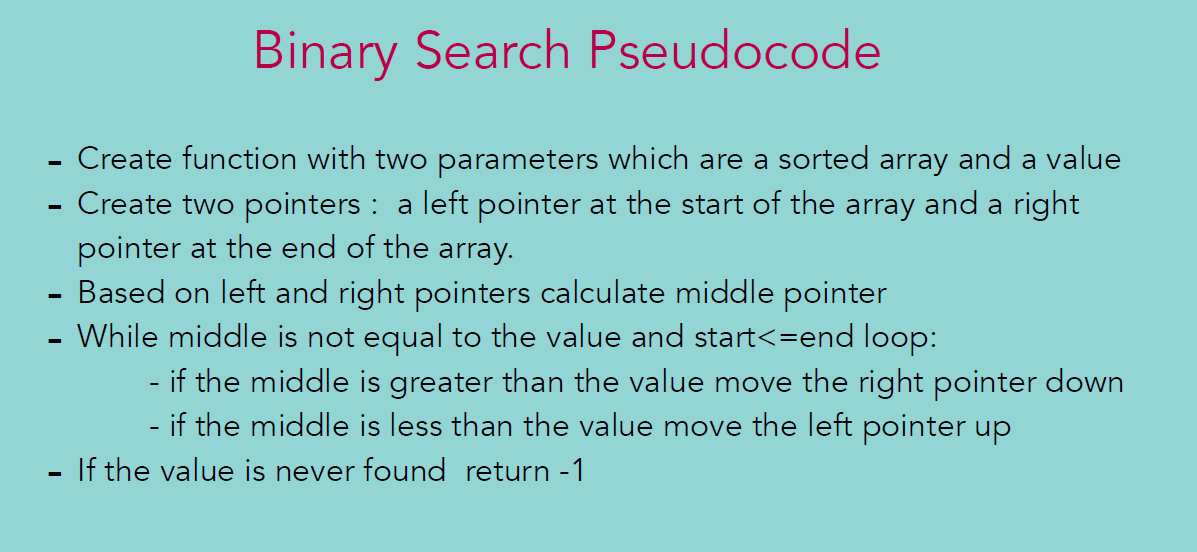 Binary Search Pseudocode
- Create function with two parameters which are a sorted array and a value
- Create two pointers :  a left pointer at the start of the array and a right
pointer at the end of the array.
- Based on left and right pointers calculate middle pointer
- While middle is not equal to the value and start<=end loop:
- if the middle is greater than the value move the right pointer down
- if the middle is less than the value move the left pointer up
- If the value is never found  return -1